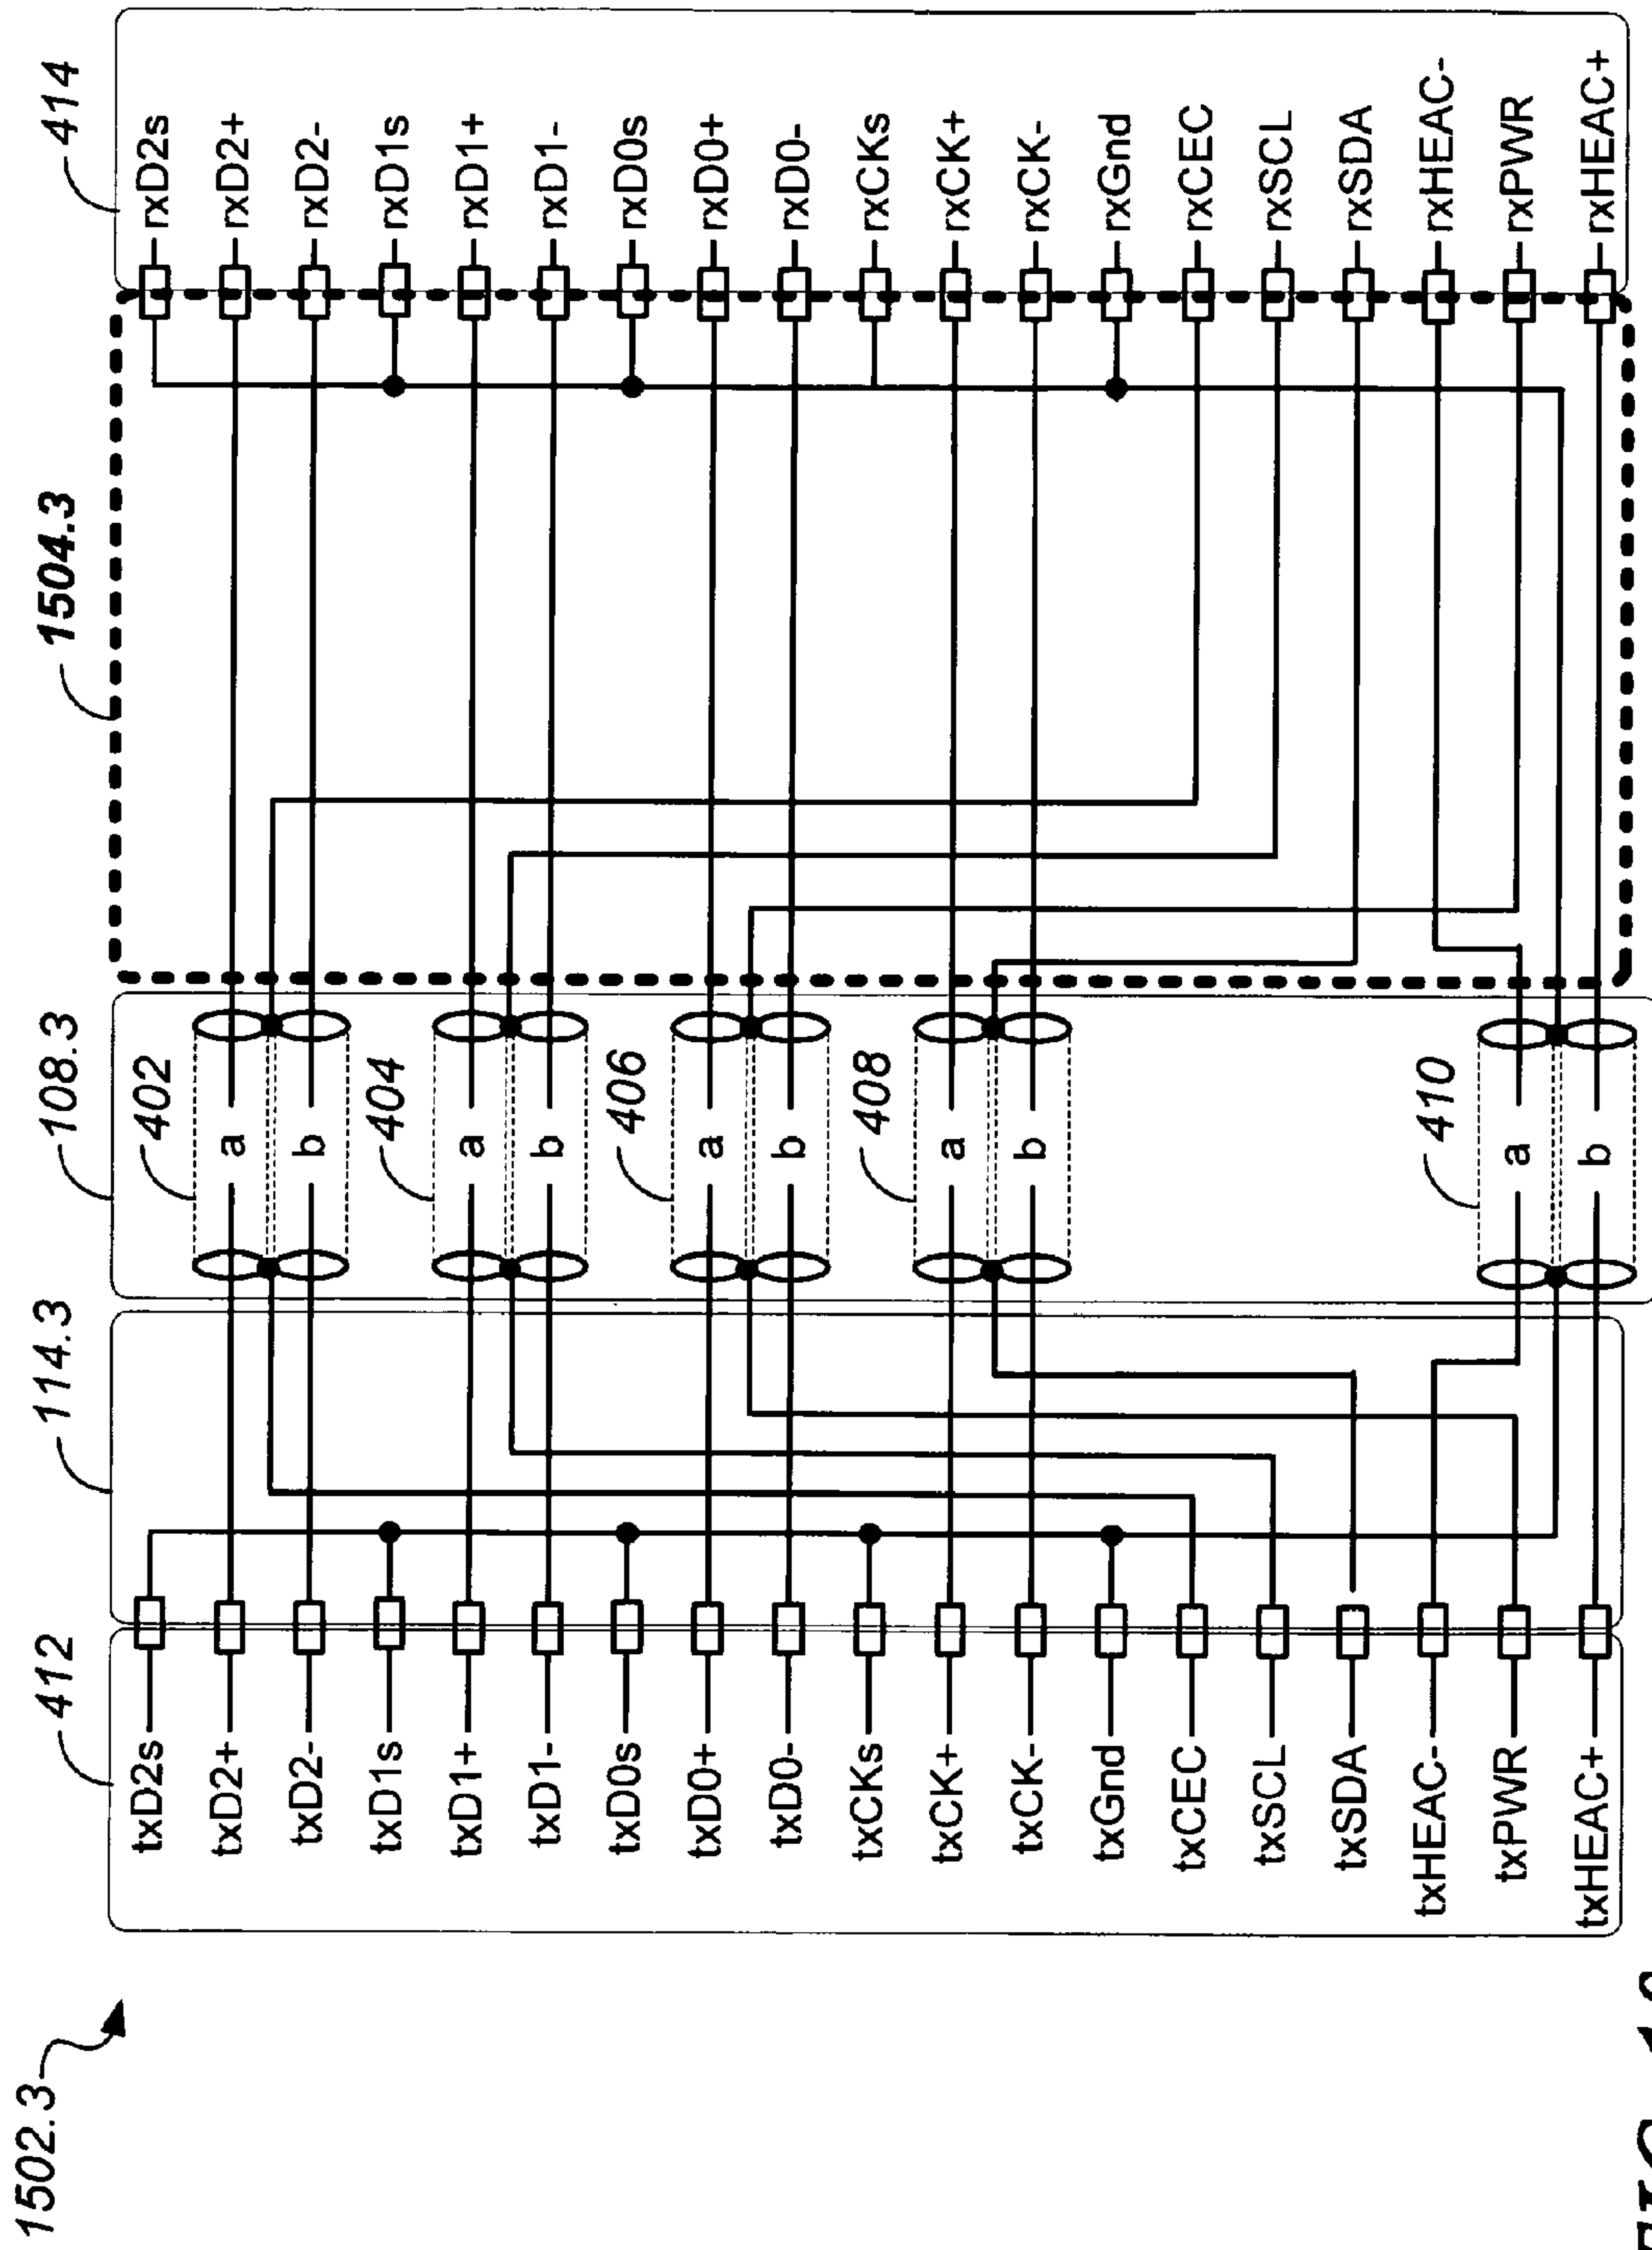 1502.3
412
114.3
108.3
1504.3
414
txD2s
txD2+
txD2-
txD1s
txD1+
txD1-
txD0s
txD0+
txD0-
txCKs
txCK+
txCK-
txGnd
txCEC
txSCL
txSDA
txHEAC-
txPWR
txHEAC+
402
a
b
404
a
b
406
a
b
408
a
b
410
a
b
rxD2s
rxD2+
rxD2-
rxD1s
rxD1+
rxD1-
rxD0s
rxD0+
rxD0-
rxCKs
rxCK+
rxCK-
rxGnd
rxCEC
rxSCL
rxSDA
rxHEAC-
rxPWR
rxHEAC+